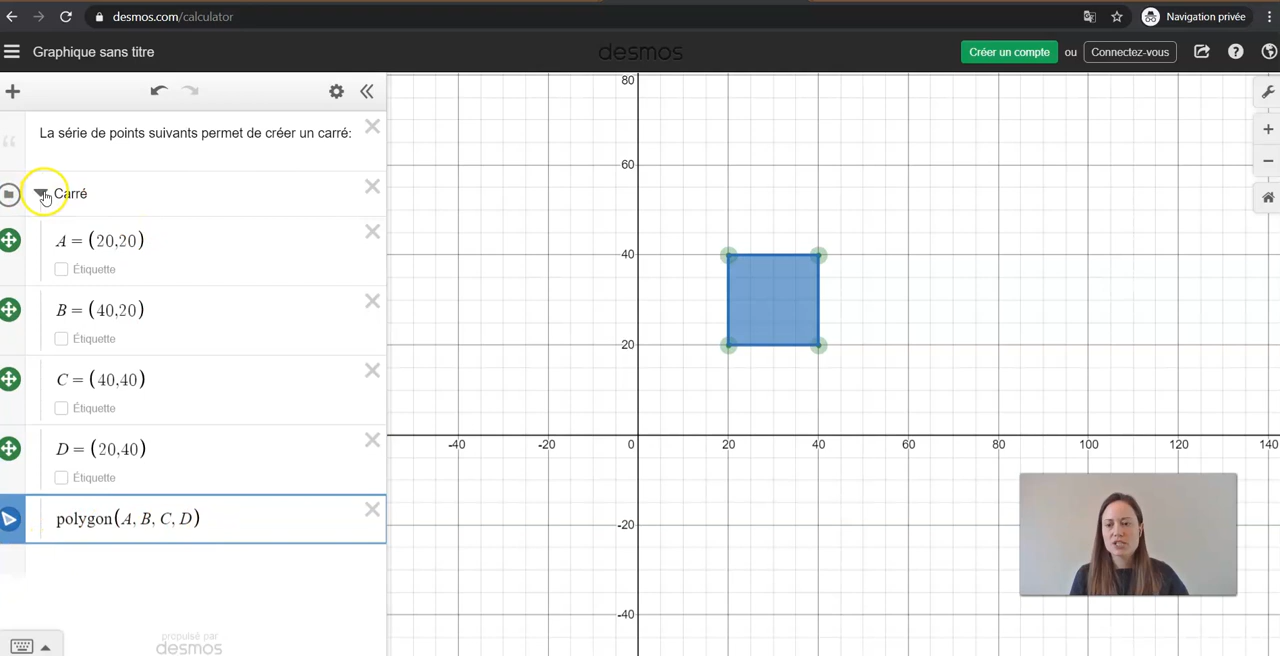 desmos.com/calculator
Navigation privée
Graphique sans titre
desmos
Créer un compte
ou
Connectez-vous
La série de points suivants permet de créer un carré:
Carré
A = (20,20)
Étiquette
B = (40,20)
Étiquette
C = (40,40)
Étiquette
D = (20,40)
Étiquette
polygon(A, B, C, D)
propulsé par
desmos
80
60
40
20
-20
-40
-40
-20
0
20
40
60
80
100
120
140